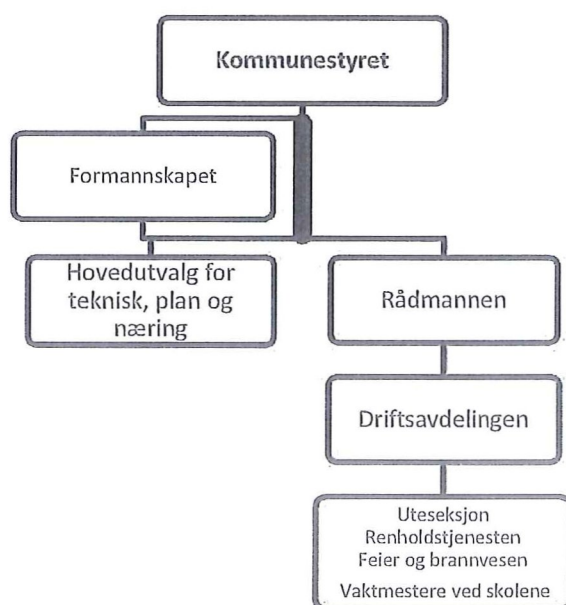 Kommunestyret
Formannskapet
Hovedutvalg for
teknisk, plan og
næring
Rådmannen
Driftsavdelingen
Uteseksjon
Renholdstjenesten
Feier og brannvesen
Vaktmestere ved skolene